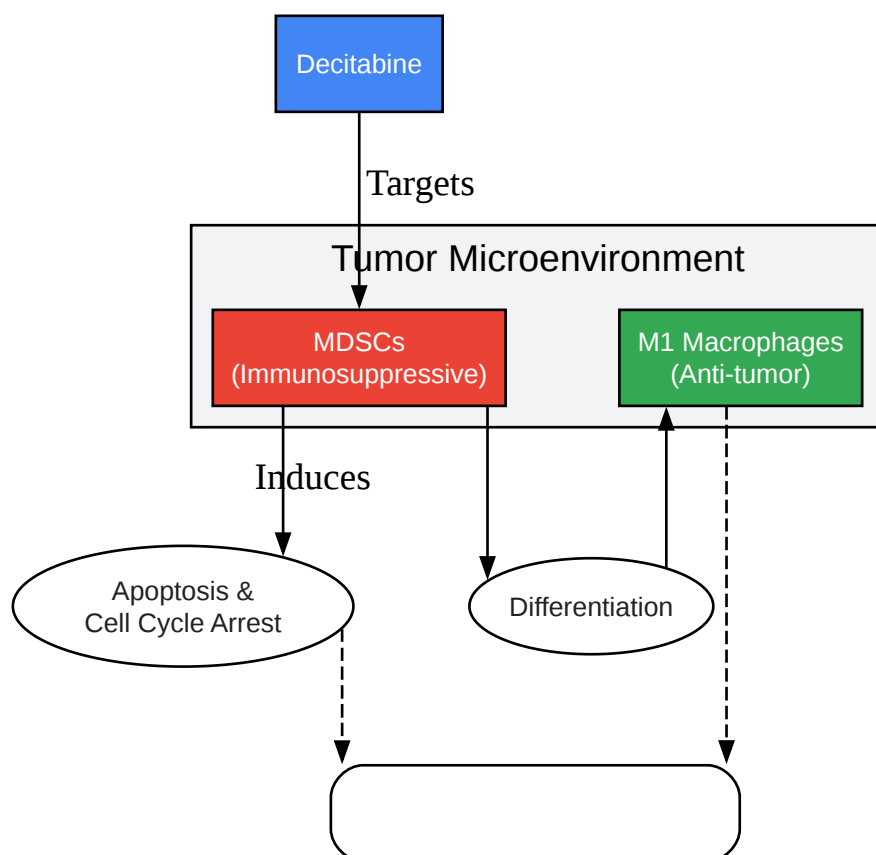 Decitabine
Targets
Tumor Microenvironment
MDSCs
(Immunosuppressive)
M1 Macrophages
(Anti-tumor)
Induces
Apoptosis &
Cell Cycle Arrest
Differentiation